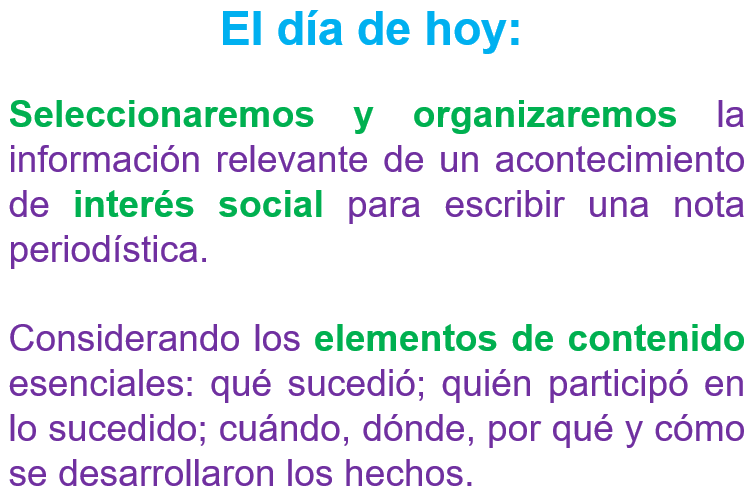 El día de hoy:
Seleccionaremos y organizaremos la
información relevante de un acontecimiento
de interés social para escribir una nota
periodística.
Considerando los elementos de contenido
esenciales: qué sucedió; quién participó en
lo sucedido; cuándo, dónde, por qué y cómo
se desarrollaron los hechos.